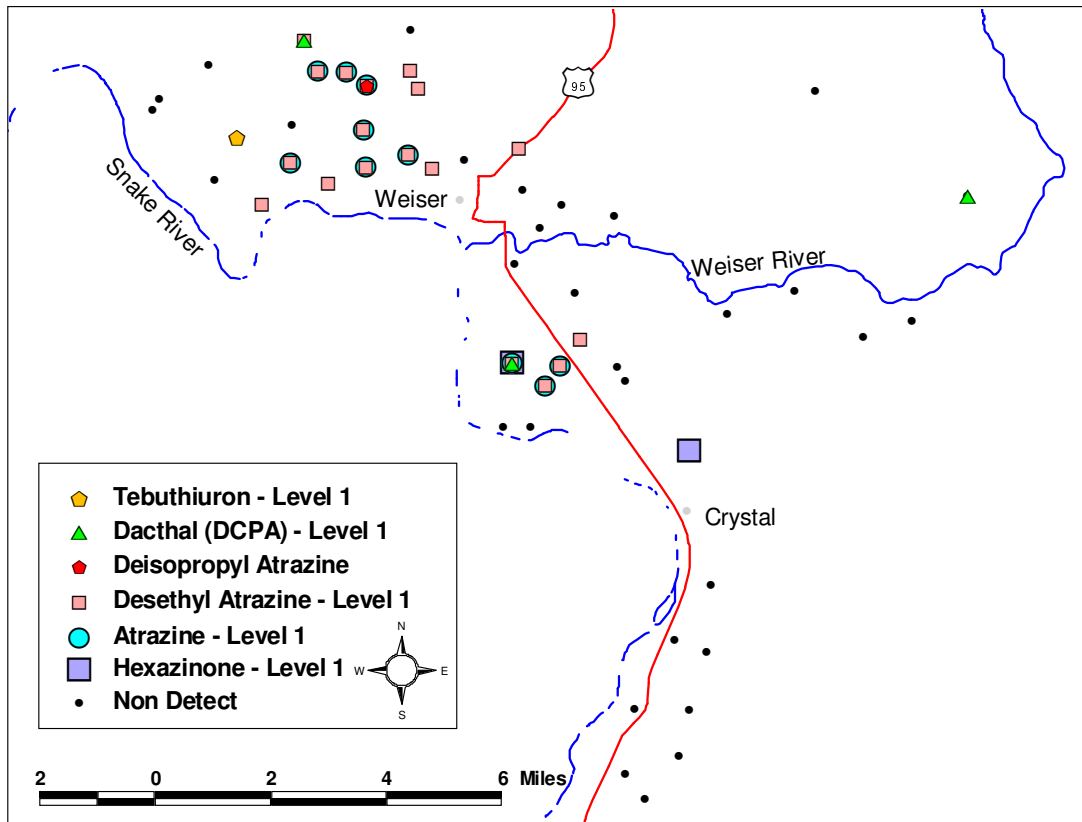 95
Snake River
Weiser
Weiser River
Crystal
Tebuthiuron - Level 1
Dacthal (DCPA) - Level 1
Deisopropyl Atrazine
Desethyl Atrazine - Level 1
Atrazine - Level 1
Hexazinone - Level 1
Non Detect
N
W E
S
2 0 2 4 6 Miles